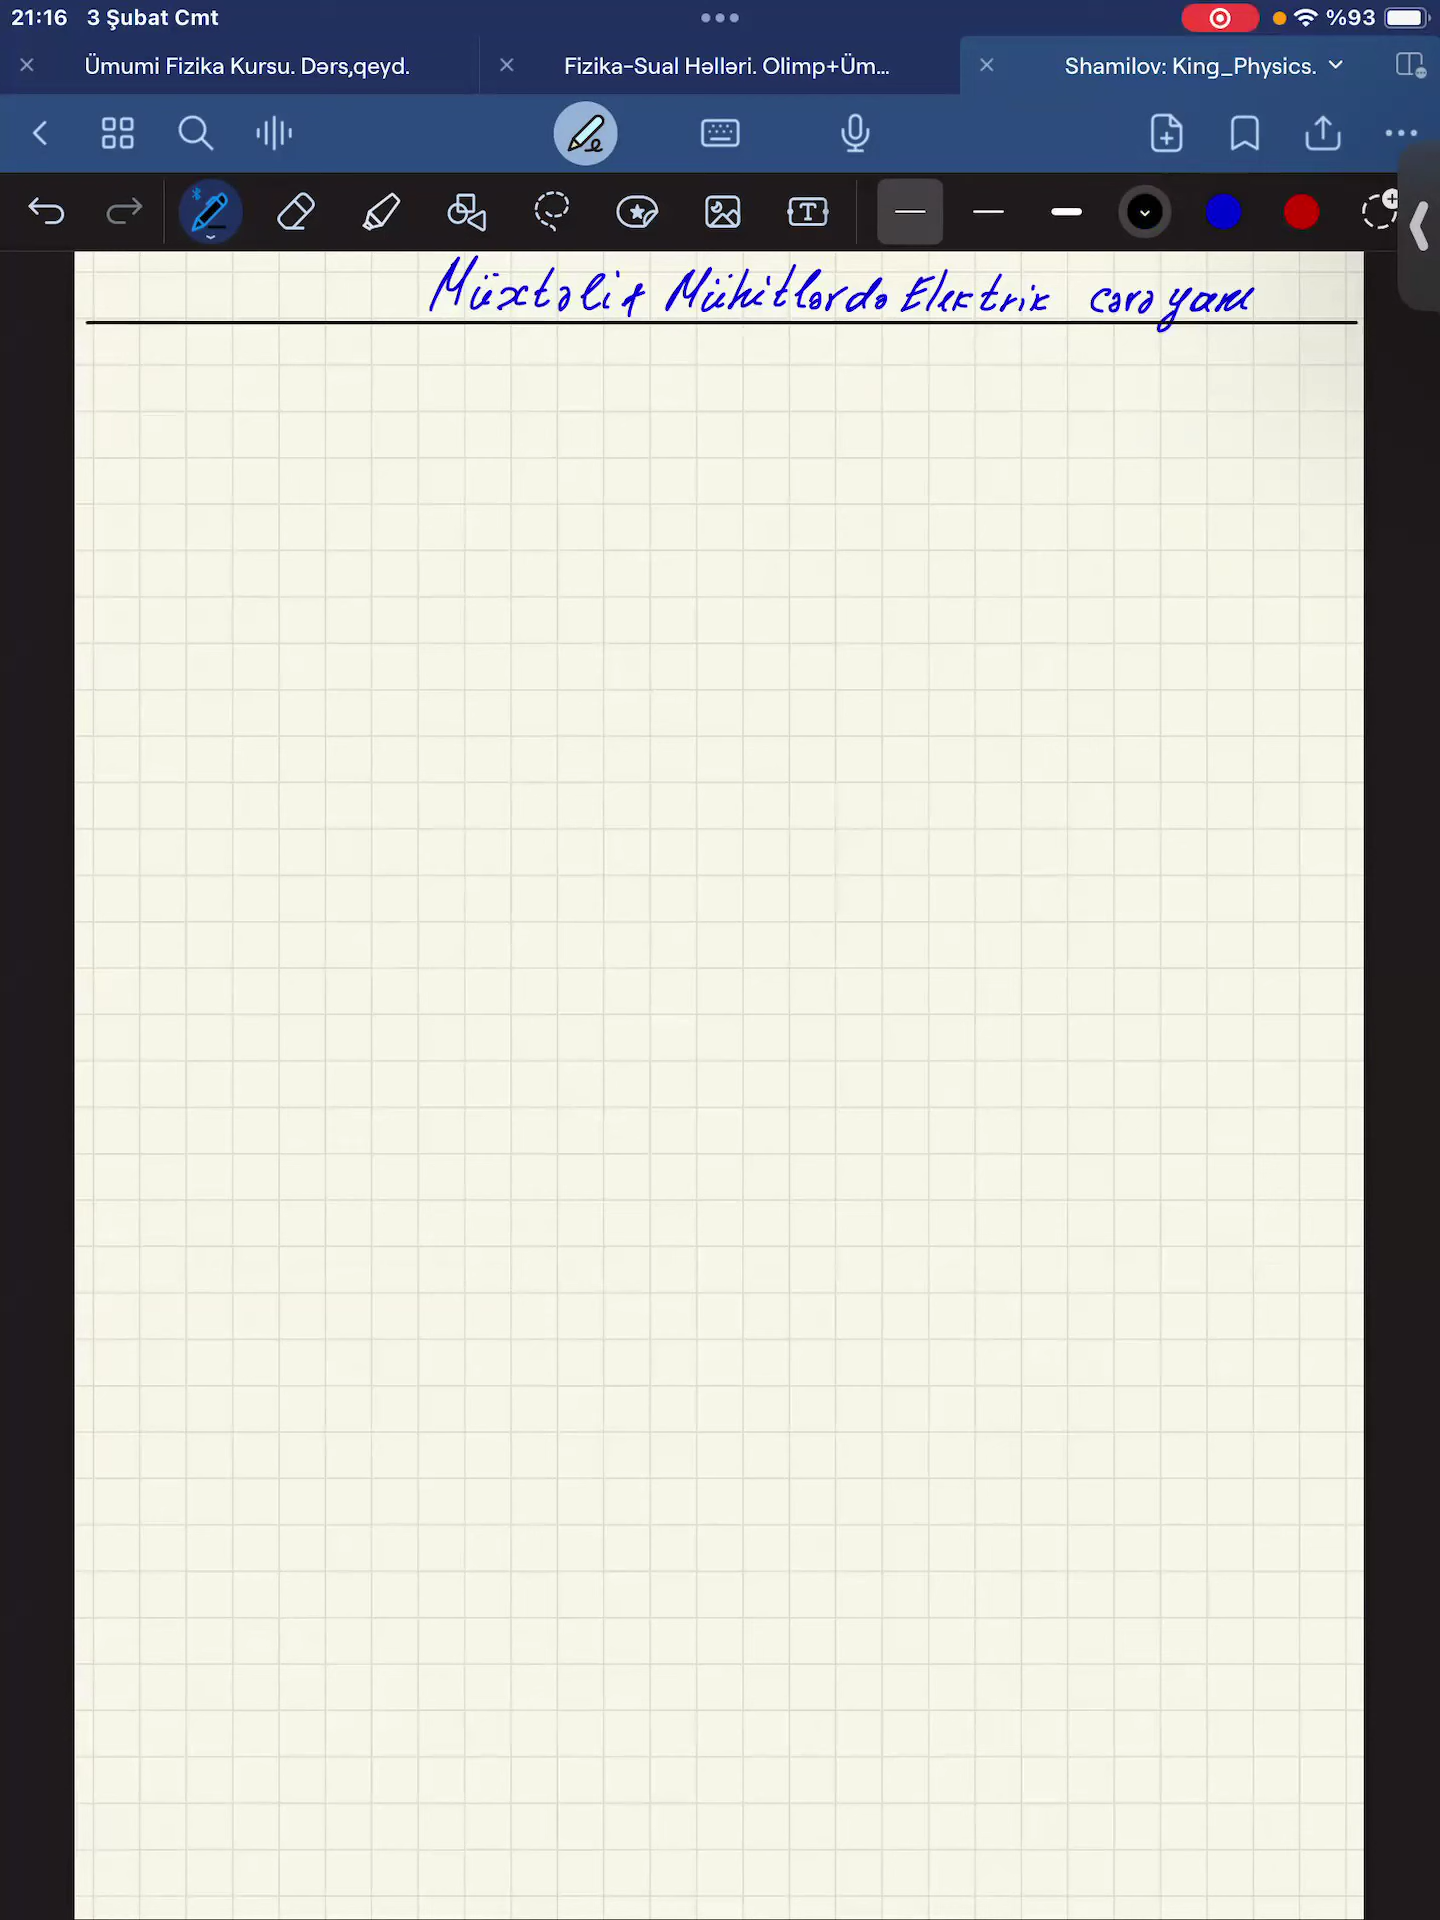 21:16 3 Şubat Cmt %93
Ümumi Fizika Kursu. Dərs,qeyd. Fizika-Sual Həlləri. Olimp+Üm... Shamilov: King_Physics.
Müxtəlif Mühitlərdə Elektrik cərəyanı